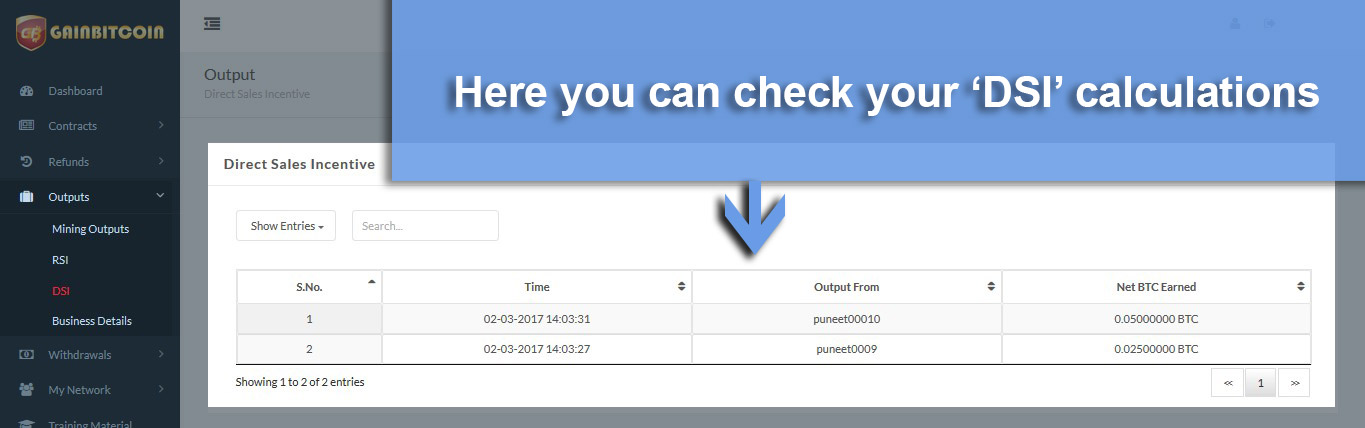 GAINBITCOIN
Dashboard
Contracts
Refunds
Outputs
Mining Outputs
RSI
DSI
Business Details
Withdrawals
My Network
Training Material
Output
Direct Sales Incentive
Here you can check your ‘DSI’ calculations
Direct Sales Incentive
Show Entries
Search...
S.No. Time Output From Net BTC Earned
1 02-03-2017 14:03:31 puneet00010 0.05000000 BTC
2 02-03-2017 14:03:27 puneet0009 0.02500000 BTC
Showing 1 to 2 of 2 entries
<< 1 >>